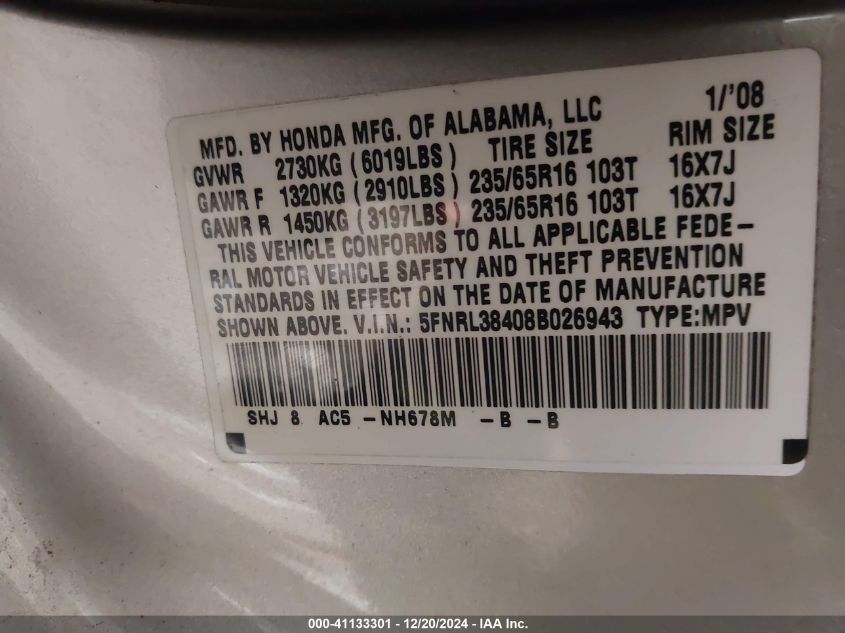 1/'08
MFD. BY HONDA MFG. OF ALABAMA, LLC
GVWR 2730KG (6019LBS) TIRE SIZE RIM SIZE
GAWR F 1320KG (2910LBS) 235/65R16 103T 16X7J
GAWR R 1450KG (3197LBS) 235/65R16 103T 16X7J
THIS VEHICLE CONFORMS TO ALL APPLICABLE FEDE-
RAL MOTOR VEHICLE SAFETY AND THEFT PREVENTION
STANDARDS IN EFFECT ON THE DATE OF MANUFACTURE
SHOWN ABOVE. V.I.N.: 5FNRL38408B026943 TYPE:MPV
SHJ 8 AC5 -NH678M -B -B
000-41133301 - 12/20/2024 - IAA Inc.